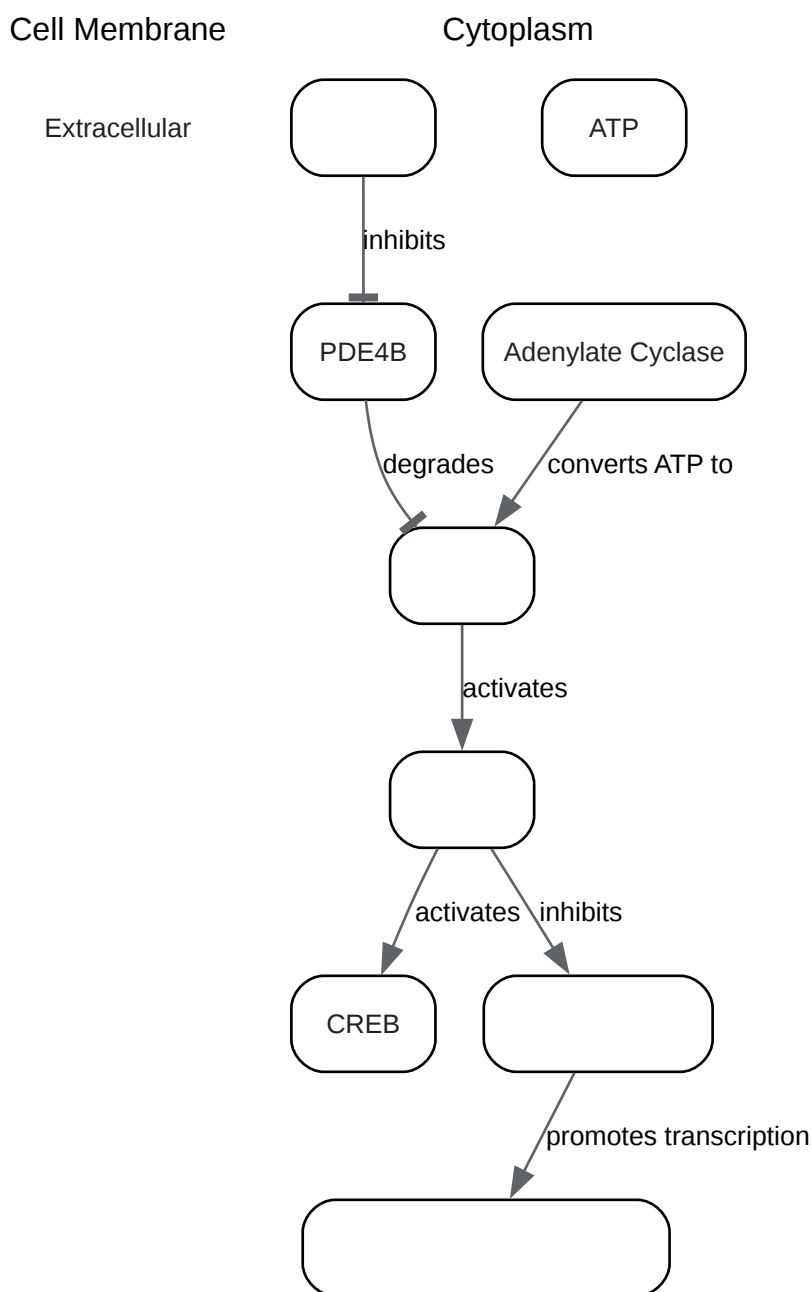 Cell Membrane
Cytoplasm
Extracellular
ATP
inhibits
PDE4B
Adenylate Cyclase
degrades
converts ATP to
activates
activates
inhibits
CREB
promotes transcription